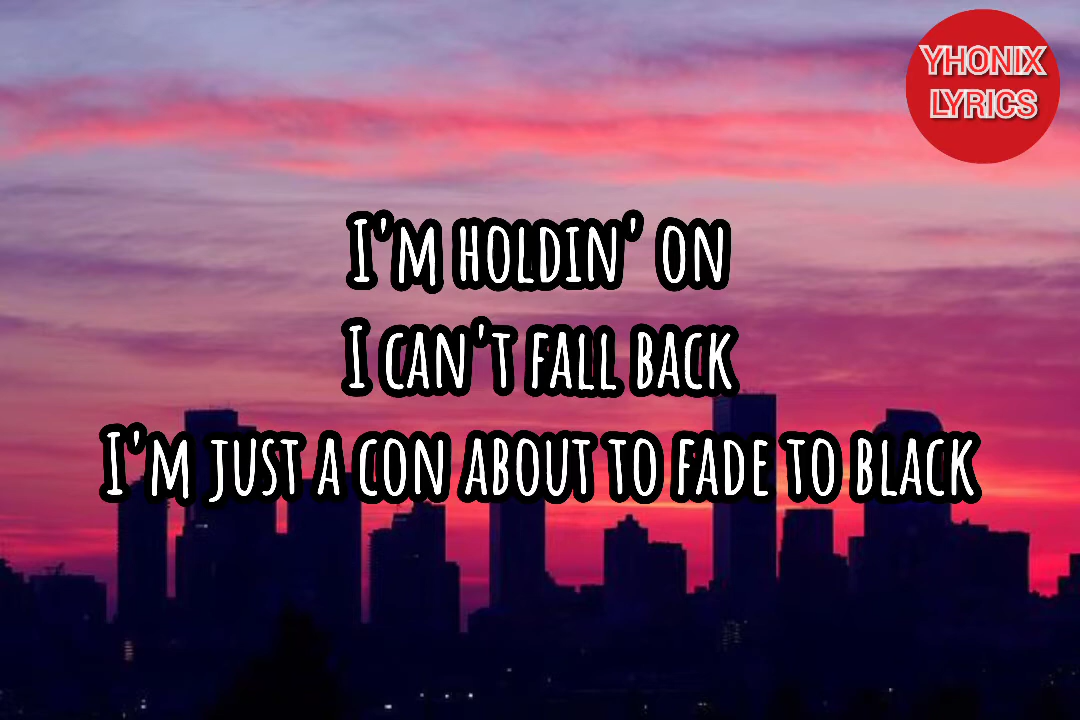 YHONIX
LYRICS
I'm holdin' on
I can't fall back
I'm just a con about to fade to black